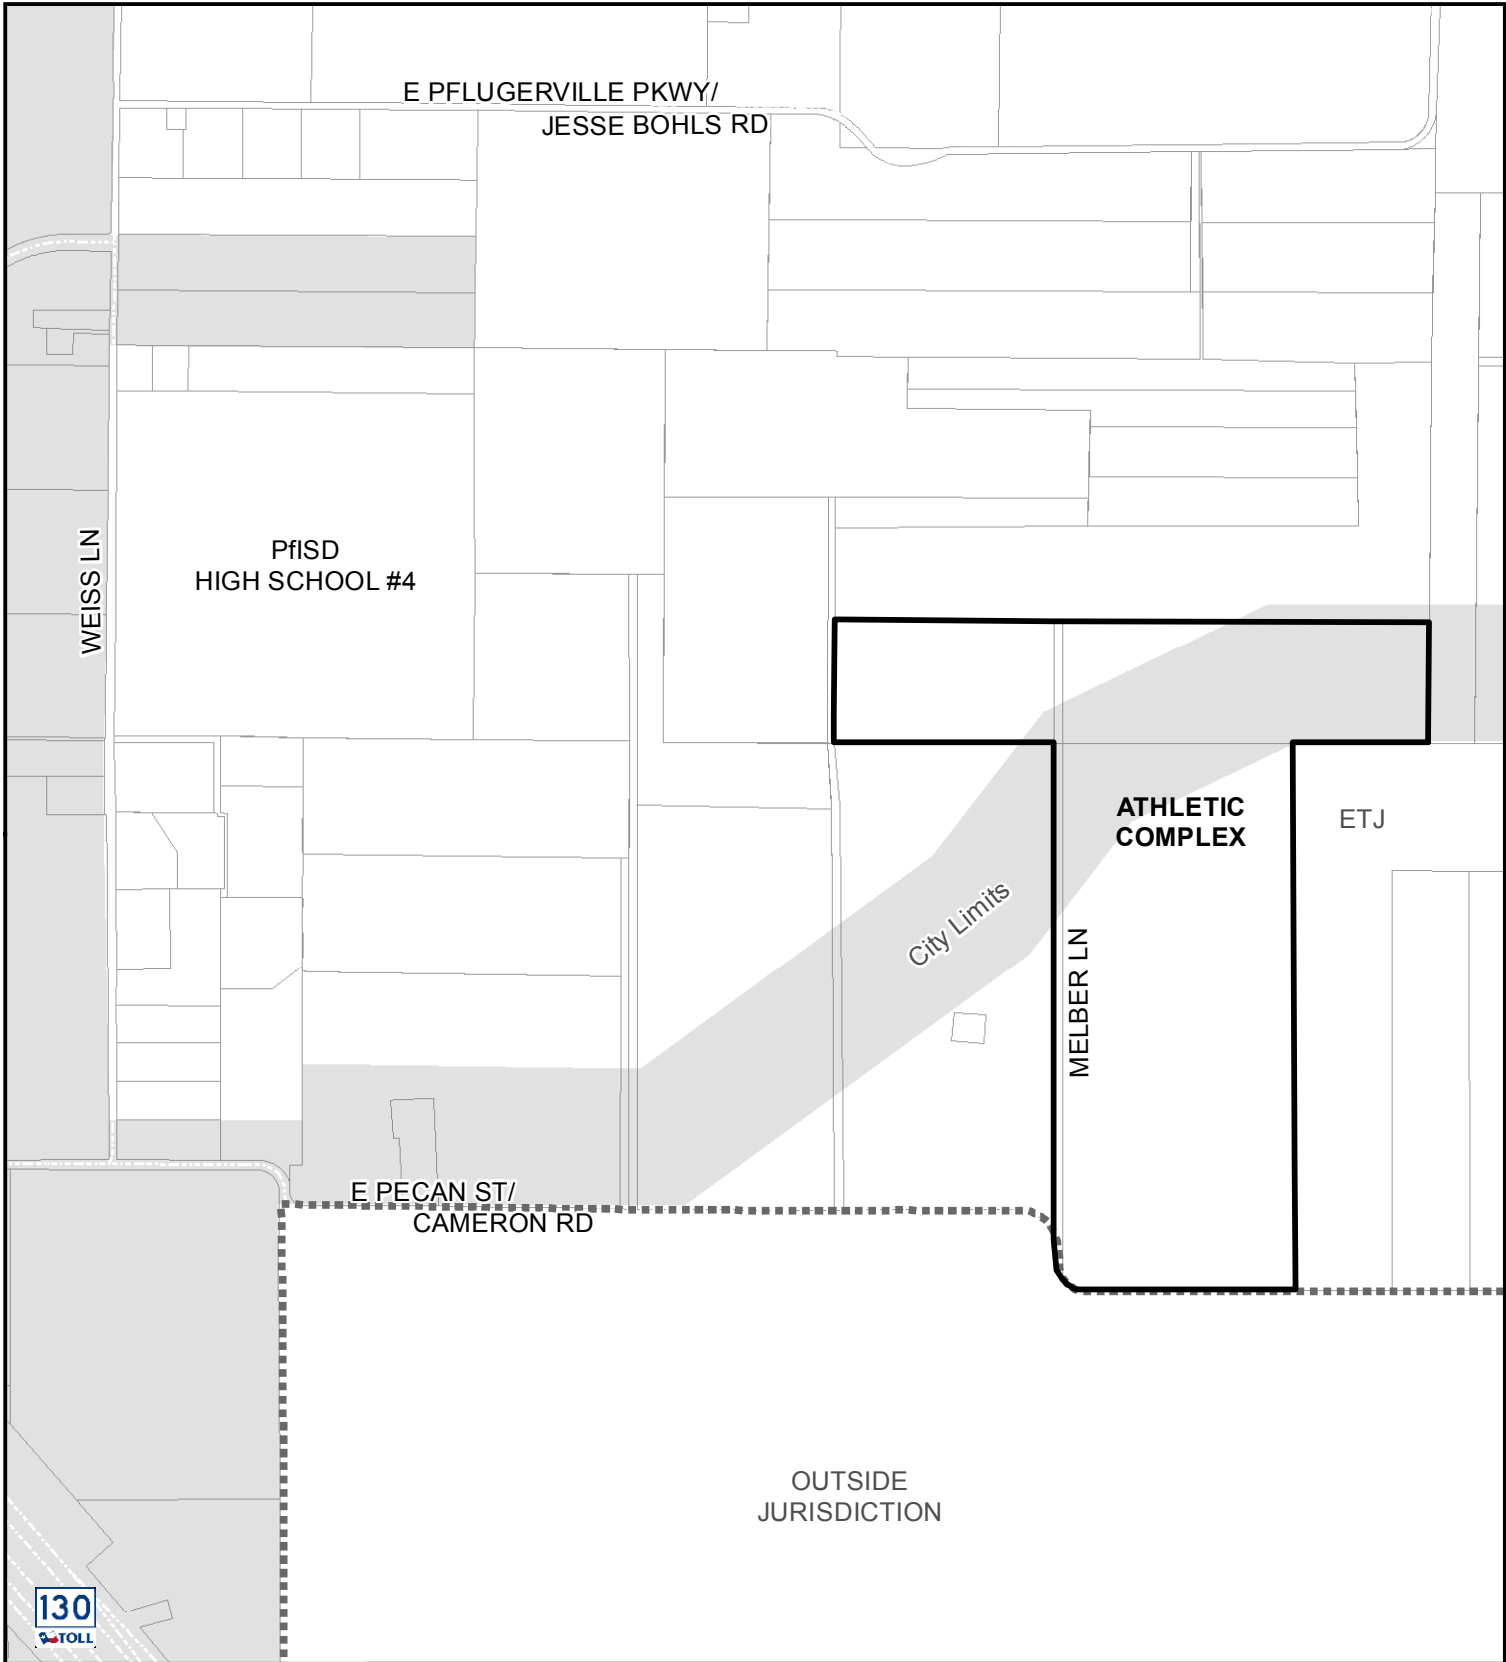 E PFLUGERVILLE PKWY/
JESSE BOHLS RD
WEISS LN
PfISD
HIGH SCHOOL #4
ATHLETIC
COMPLEX
ETJ
City Limits
MELBER LN
E PECAN ST/
CAMERON RD
OUTSIDE
JURISDICTION
130
TOLL